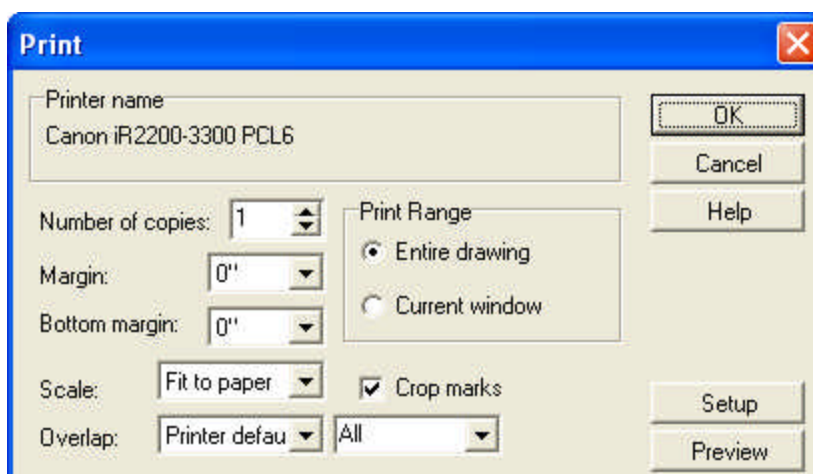 Print
Printer name
Canon iR2200-3300 PCL6
OK
Cancel
Help
Number of copies: 1
Print Range
Margin: 0"
Entire drawing
Bottom margin: 0"
Current window
Scale: Fit to paper
Crop marks
Setup
Overlap: Printer defau All
Preview